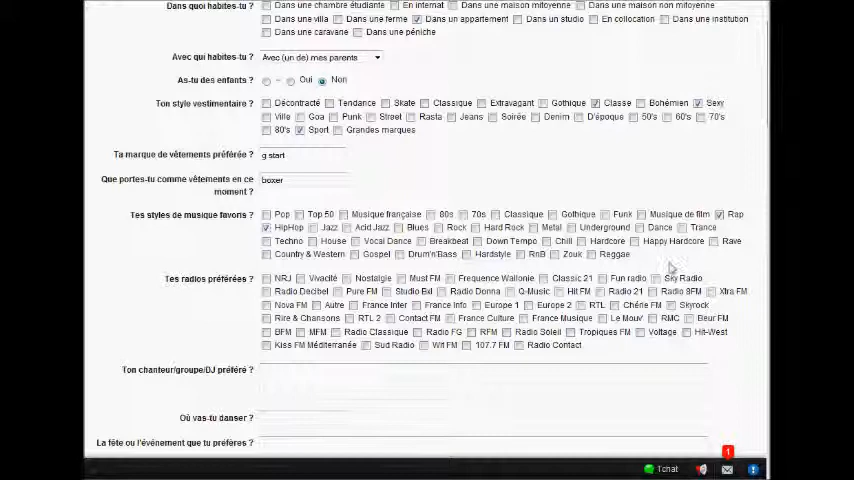 Dans quoi habites-tu ? Dans une chambre étudiante En internat Dans une maison mitoyenne Dans une maison non mitoyenne
Dans une villa Dans une ferme Dans un appartement Dans un studio En collocation Dans une institution
Dans une caravane Dans une péniche
Avec qui habites-tu ? Avec (un de) mes parents
As-tu des enfants ? – Oui Non
Ton style vestimentaire ? Décontracté Tendance Skate Classique Extravagant Gothique Classe Bohémien Sexy
Ville Goa Punk Street Rasta Jeans Soirée Denim D'époque 50's 60's 70's
80's Sport Grandes marques
Ta marque de vêtements préférée ? g start
Que portes-tu comme vêtements en ce
moment ? boxer
Tes styles de musique favoris ? Pop Top 50 Musique française 80s 70s Classique Gothique Funk Musique de film Rap
HipHop Jazz Acid Jazz Blues Rock Hard Rock Metal Underground Dance Trance
Techno House Vocal Dance Breakbeat Down Tempo Chill Hardcore Happy Hardcore Rave
Country & Western Gospel Drum'n'Bass Hardstyle RnB Zouk Reggae
Tes radios préférées ? NRJ Vivacité Nostalgie Must FM Frequence Wallonie Classic 21 Fun radio Sky Radio
Radio Decibel Pure FM Studio Bxl Radio Donna Q-Music Hit FM Radio 21 Radio 3FM Xtra FM
Nova FM Autre France Inter France Info Europe 1 Europe 2 RTL Chérie FM Skyrock
Rire & Chansons RTL 2 Contact FM France Culture France Musique Le Mouv' RMC Beur FM
BFM MFM Radio Classique Radio FG RFM Radio Soleil Tropiques FM Voltage Hit-West
Kiss FM Méditerranée Sud Radio Wit FM 107.7 FM Radio Contact
Ton chanteur/groupe/DJ préféré ?
Où vas-tu danser ?
La fête ou l'événement que tu préfères ?
1
Tchat